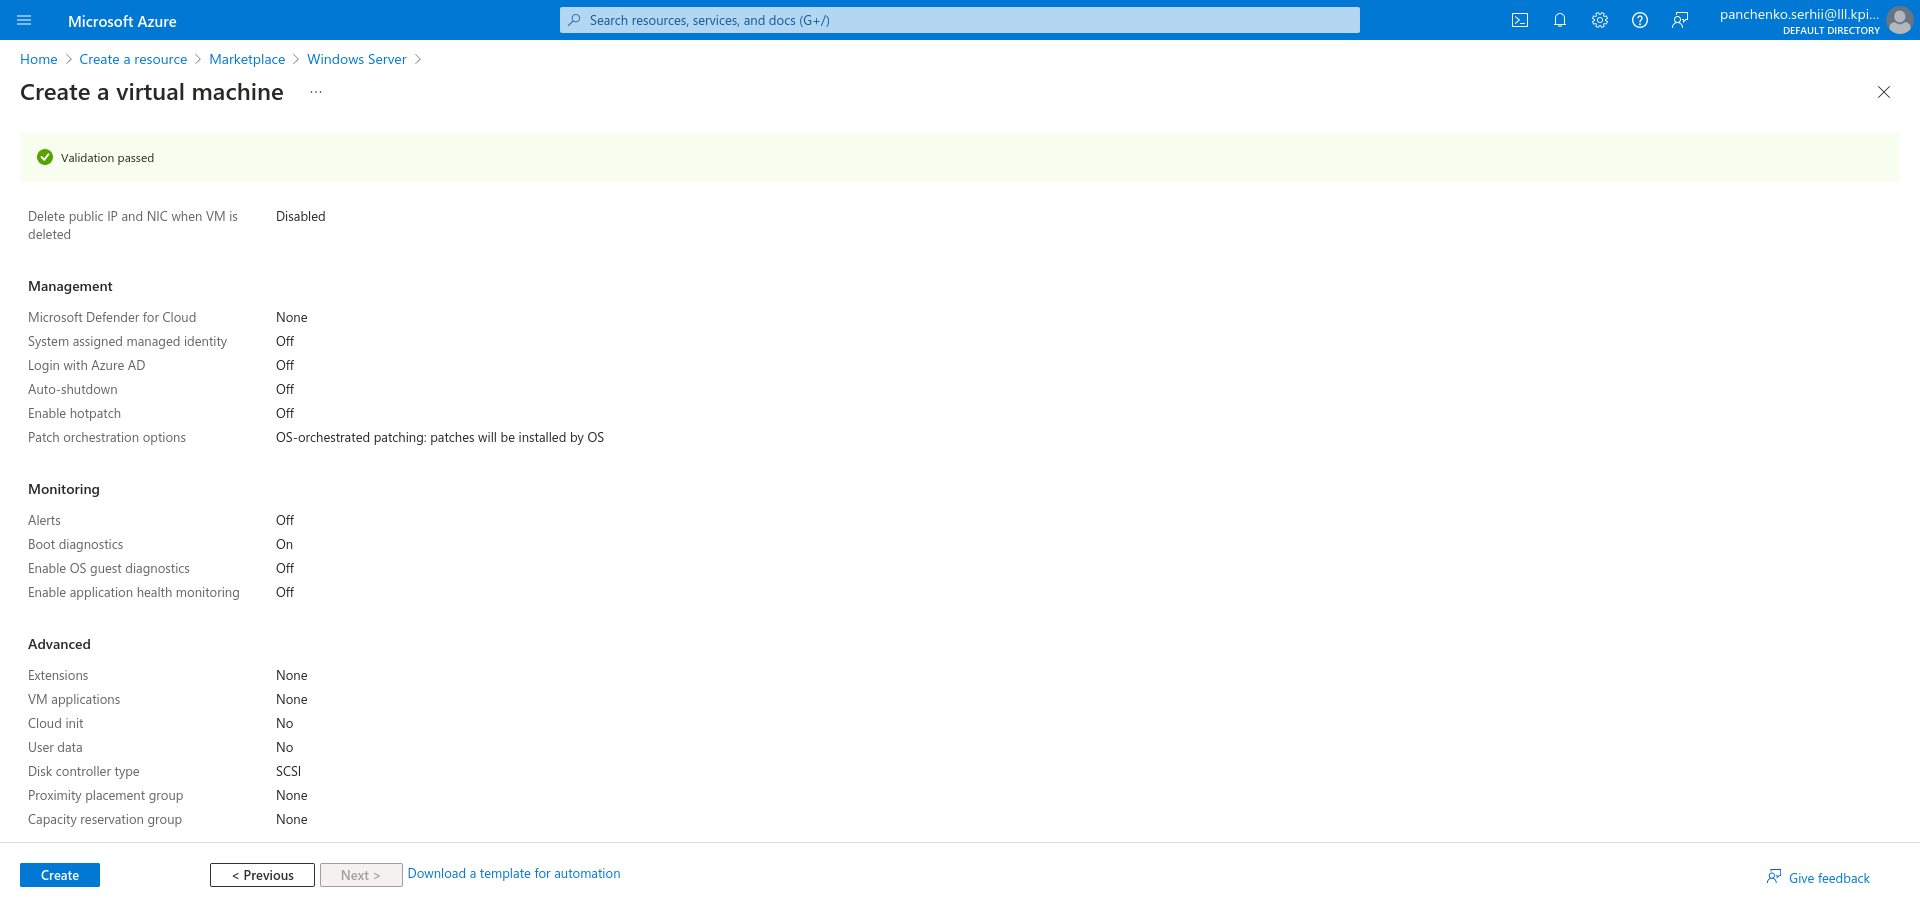 Microsoft Azure
Search resources, services, and docs (G+/)
panchenko.serhii@lll.kpi...
DEFAULT DIRECTORY
Home > Create a resource > Marketplace > Windows Server >
Create a virtual machine ...
Validation passed
Delete public IP and NIC when VM is deleted Disabled
Management
Microsoft Defender for Cloud None
System assigned managed identity Off
Login with Azure AD Off
Auto-shutdown Off
Enable hotpatch Off
Patch orchestration options OS-orchestrated patching: patches will be installed by OS
Monitoring
Alerts Off
Boot diagnostics On
Enable OS guest diagnostics Off
Enable application health monitoring Off
Advanced
Extensions None
VM applications None
Cloud init No
User data No
Disk controller type SCSI
Proximity placement group None
Capacity reservation group None
Create
< Previous
Next >
Download a template for automation
Give feedback